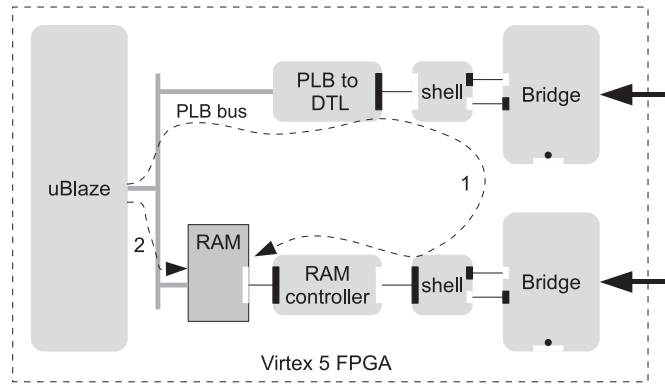 PLB to
DTL
shell
Bridge
PLB bus
uBlaze
1
2
RAM
RAM
controller
shell
Bridge
Virtex 5 FPGA